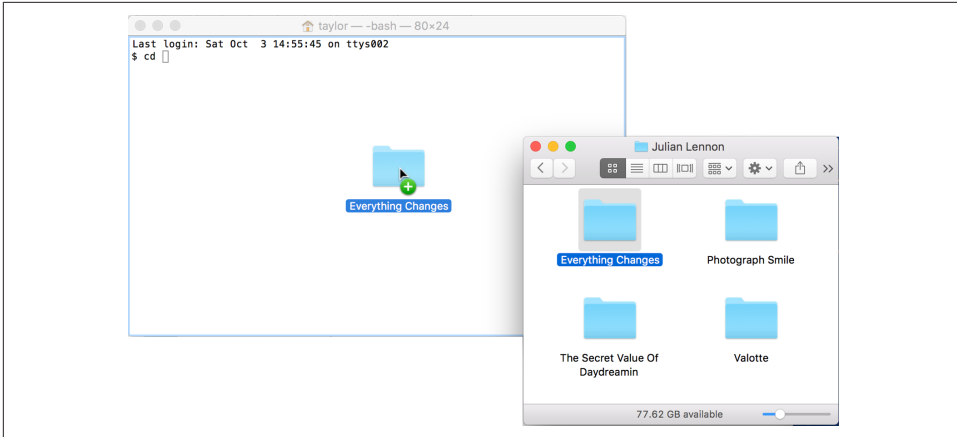 taylor — -bash — 80×24
Last login: Sat Oct  3 14:55:45 on ttys002
$ cd
Everything Changes
Julian Lennon
Everything Changes
Photograph Smile
The Secret Value Of
Daydreamin
Valotte
77.62 GB available